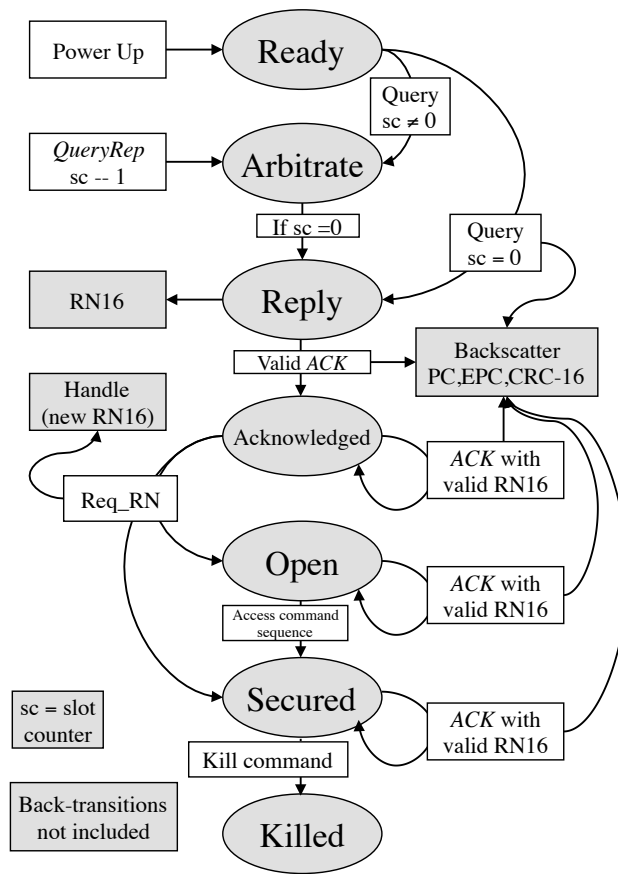 Power Up
Ready
Query
sc ≠ 0
QueryRep
sc -- 1
Arbitrate
If sc =0
Query
sc = 0
RN16
Reply
Valid ACK
Backscatter
PC,EPC,CRC-16
Handle
(new RN16)
Acknowledged
ACK with
valid RN16
Req_RN
Open
ACK with
valid RN16
Access command
sequence
Secured
ACK with
valid RN16
sc = slot
counter
Kill command
Back-transitions
not included
Killed